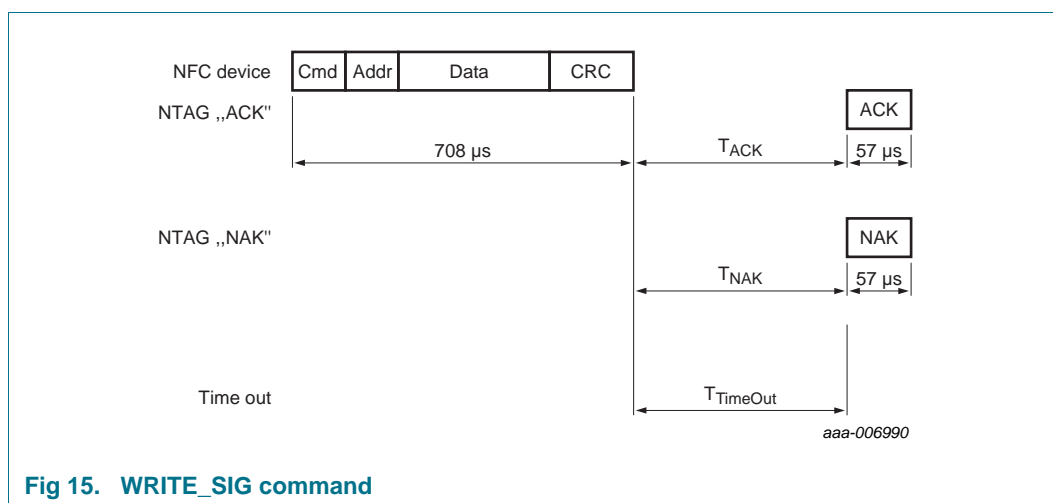 NFC device Cmd Addr Data CRC
NTAG ,,ACK" ACK
708 µs TACK 57 µs
NTAG ,,NAK" NAK
TNAK 57 µs
Time out TTimeOut
aaa-006990
Fig 15. WRITE_SIG command